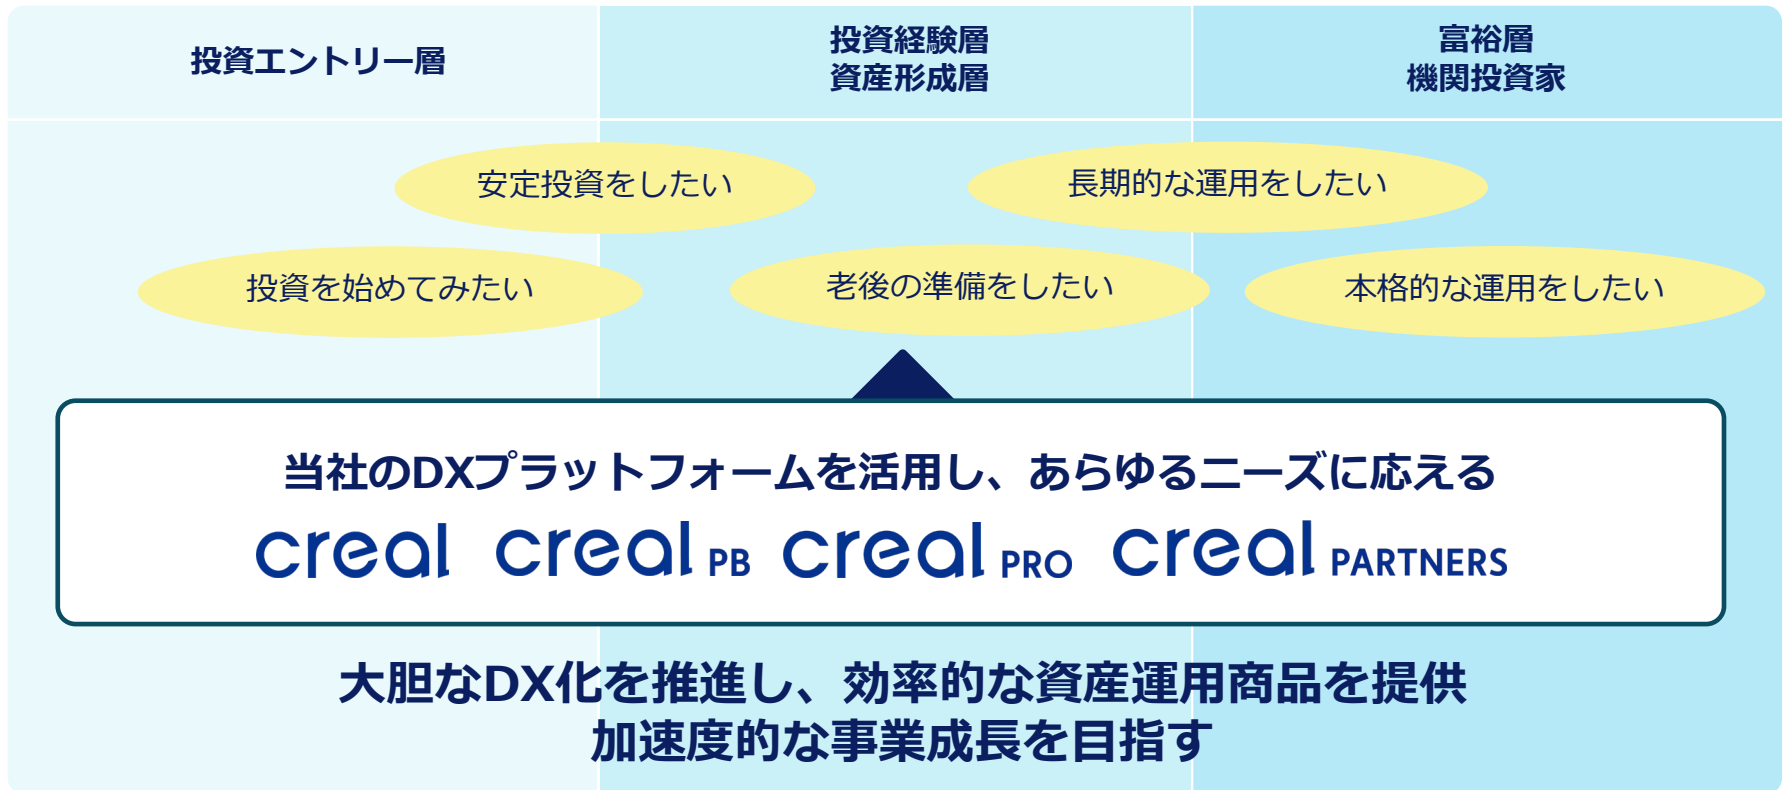 投資エントリー層
投資経験層
資産形成層
富裕層
機関投資家
安定投資をしたい
長期的な運用をしたい
投資を始めてみたい
老後の準備をしたい
本格的な運用をしたい
当社のDXプラットフォームを活用し、あらゆるニーズに応える
creal creal PB creal PRO creal PARTNERS
大胆なDX化を推進し、効率的な資産運用商品を提供
加速度的な事業成長を目指す